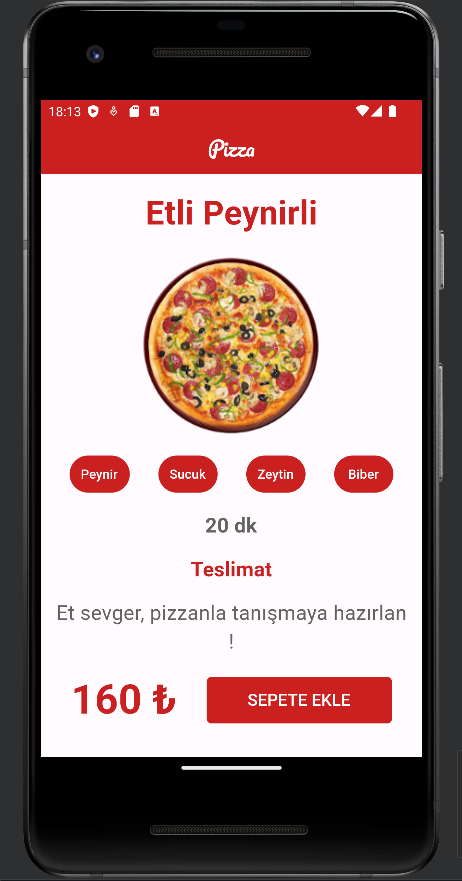 18:13
Pizza
Etli Peynirli
Peynir Sucuk Zeytin Biber
20 dk
Teslimat
Et sevger, pizzanla tanışmaya hazırlan
!
160 ₺ SEPETE EKLE